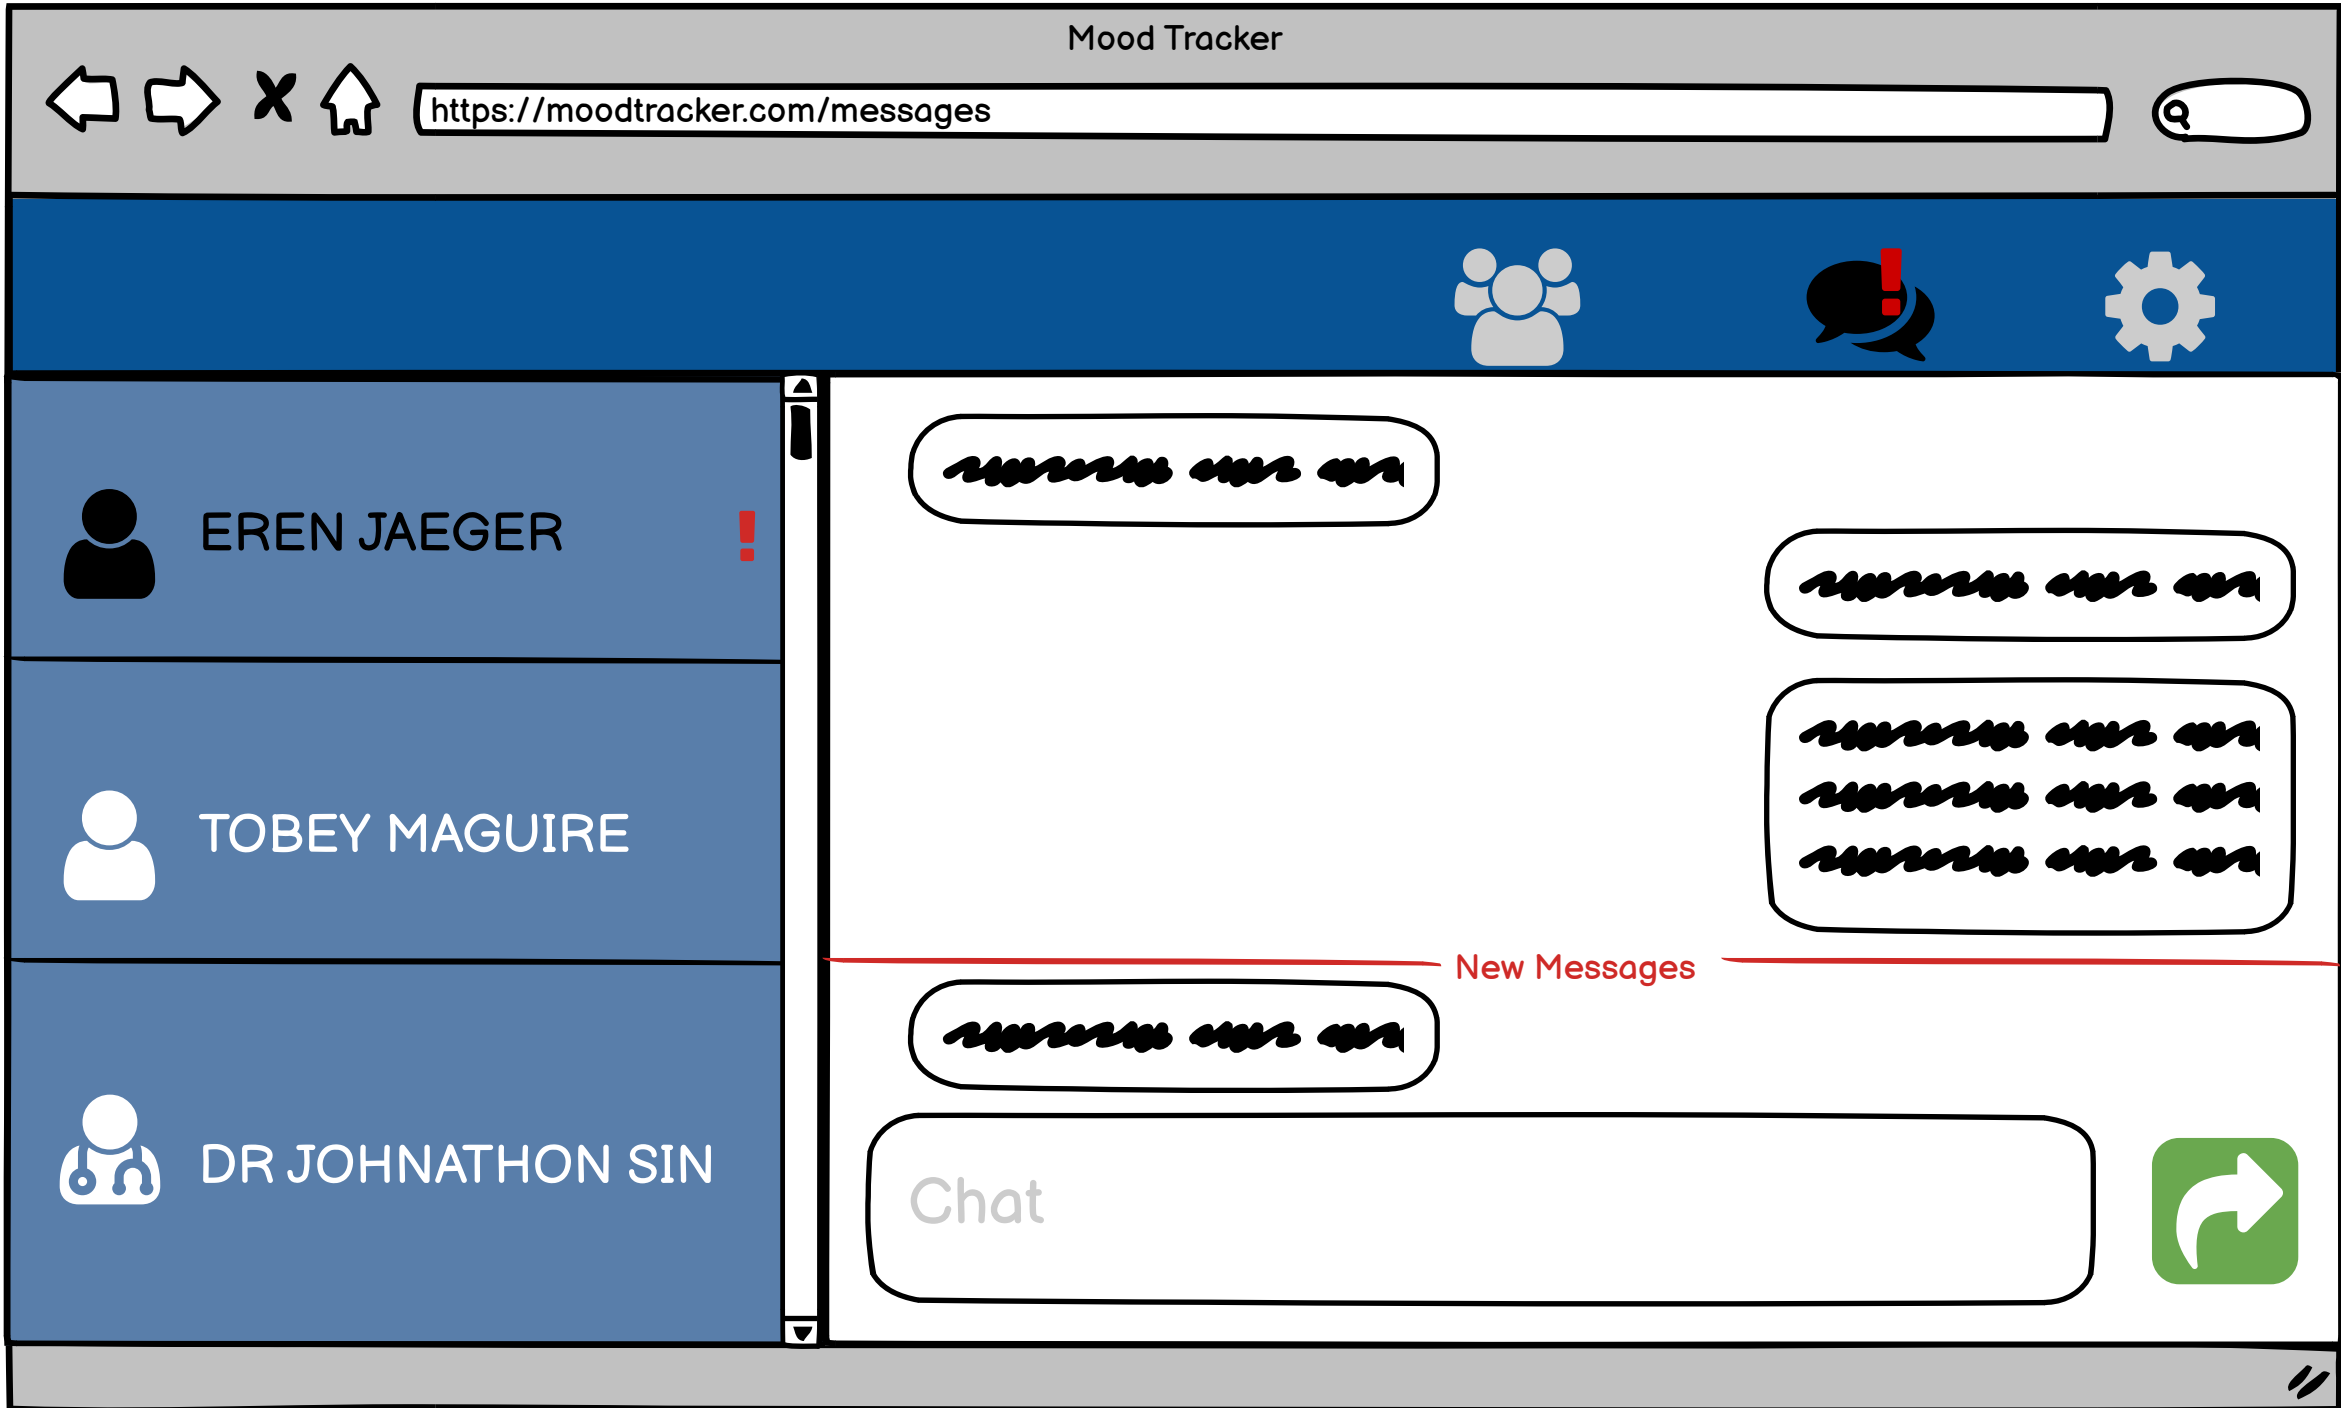 Mood Tracker
https://moodtracker.com/messages
EREN JAEGER !
TOBEY MAGUIRE
DR JOHNATHON SIN
New Messages
Chat